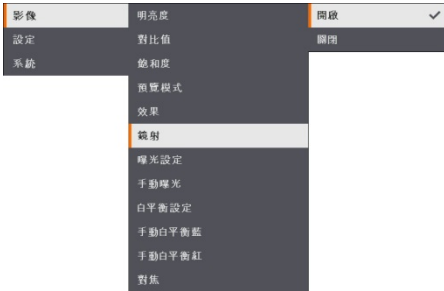 影像
設定
系統
明亮度
對比值
飽和度
預覽模式
效果
鏡射
曝光設定
手動曝光
白平衡設定
手動白平衡藍
手動白平衡紅
對焦
開啟
關閉